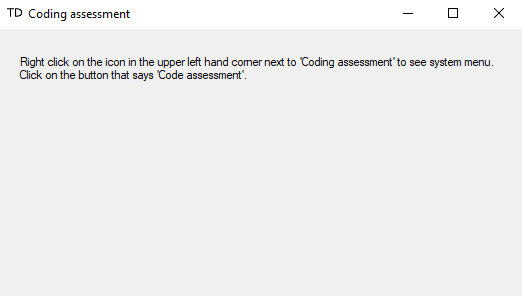 TD Coding assessment
Right click on the icon in the upper left hand corner next to 'Coding assessment' to see system menu.
Click on the button that says 'Code assessment'.